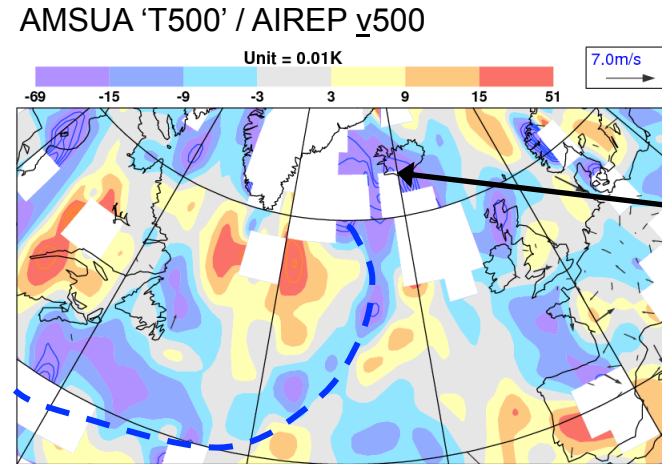 AMSUA ‘T500’ / AIREP v500
Unit = 0.01K
7.0m/s
-69 -15 -9 -3 3 9 15 51